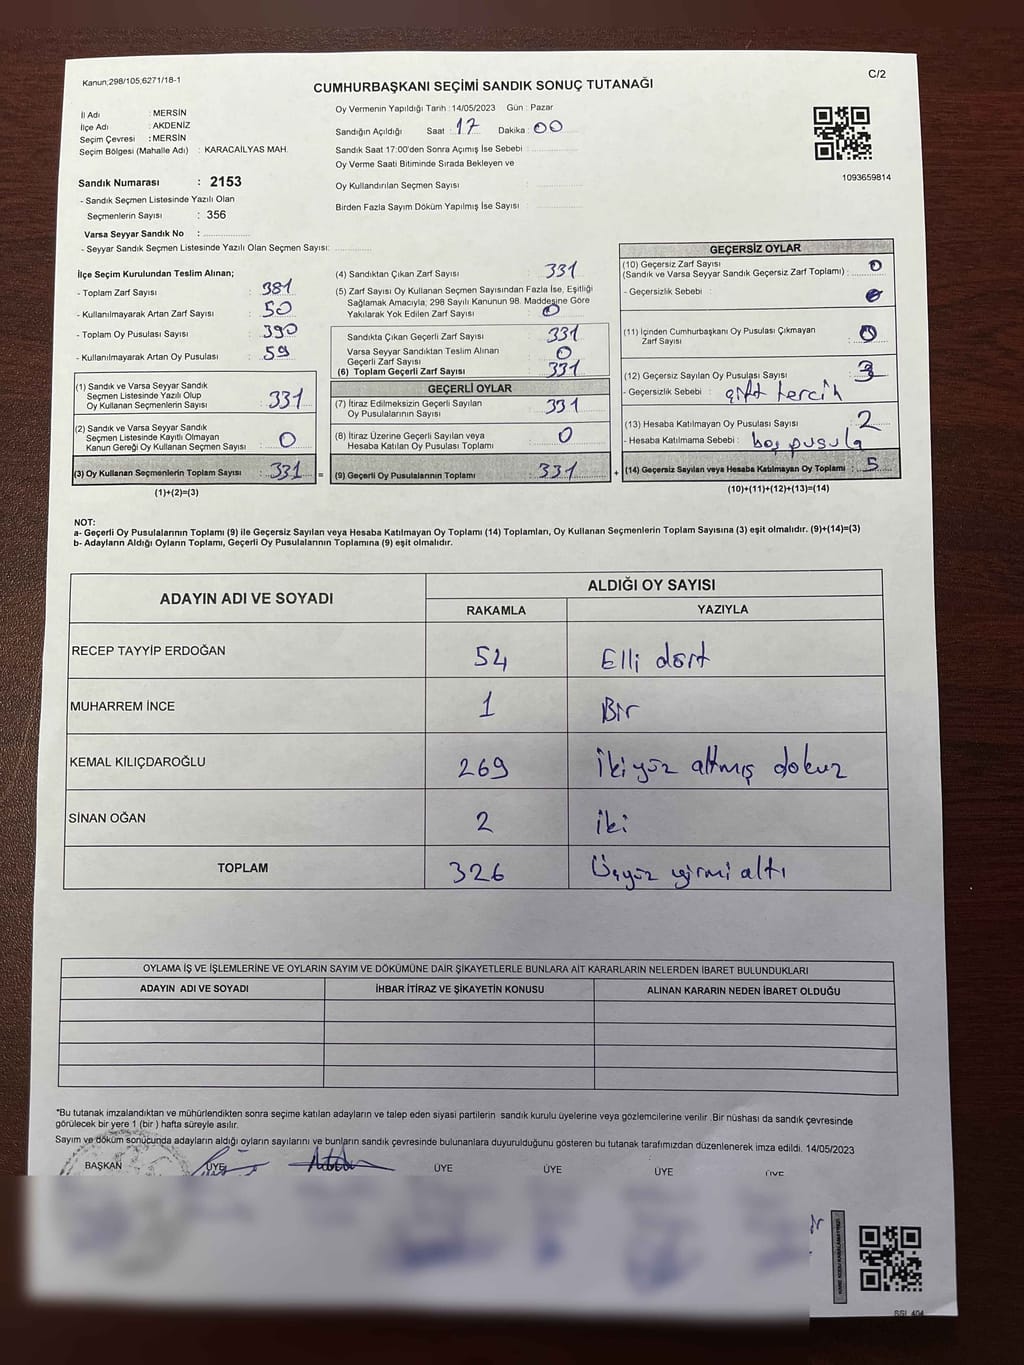 Kanun;298/105;6271/18-1
C/2
CUMHURBAŞKANI SEÇİMİ SANDIK SONUÇ TUTANAĞI
İl Adı : MERSİN
İlçe Adı : AKDENİZ
Seçim Çevresi : MERSİN
Seçim Bölgesi (Mahalle Adı) : KARACAİLYAS MAH.
Sandık Numarası : 2153
- Sandık Seçmen Listesinde Yazılı Olan
Seçmenlerin Sayısı : 356
Varsa Seyyar Sandık No :
- Seyyar Sandık Seçmen Listesinde Yazılı Olan Seçmen Sayısı:
Oy Vermenin Yapıldığı Tarih : 14/05/2023 Gün : Pazar
Sandığın Açıldığı Saat : 17 Dakika : 00
Sandık Saat 17:00'den Sonra Açımış İse Sebebi :
Oy Verme Saati Bitiminde Sırada Bekleyen ve
Oy Kullandırılan Seçmen Sayısı :
Birden Fazla Sayım Döküm Yapılmış İse Sayısı :
1093659814
İlçe Seçim Kurulundan Teslim Alınan;
- Toplam Zarf Sayısı : 381
- Kullanılmayarak Artan Zarf Sayısı : 50
- Toplam Oy Pusulası Sayısı : 390
- Kullanılmayarak Artan Oy Pusulası : 59
(1) Sandık ve Varsa Seyyar Sandık
Seçmen Listesinde Yazılı Olup
Oy Kullanan Seçmenlerin Sayısı : 331
(2) Sandık ve Varsa Seyyar Sandık
Seçmen Listesinde Kayıtlı Olmayan
Kanun Gereği Oy Kullanan Seçmen Sayısı : 0
(3) Oy Kullanan Seçmenlerin Toplam Sayısı : 331 =
(1)+(2)=(3)
(4) Sandıktan Çıkan Zarf Sayısı : 331
(5) Zarf Sayısı Oy Kullanan Seçmen Sayısından Fazla İse, Eşitliği
Sağlamak Amacıyla; 298 Sayılı Kanunun 98. Maddesine Göre
Yakılarak Yok Edilen Zarf Sayısı : 0
Sandıkta Çıkan Geçerli Zarf Sayısı : 331
Varsa Seyyar Sandıktan Teslim Alınan
Geçerli Zarf Sayısı : 0
(6) Toplam Geçerli Zarf Sayısı : 331
GEÇERLİ OYLAR
(7) İtiraz Edilmeksizin Geçerli Sayılan
Oy Pusulalarının Sayısı : 331
(8) İtiraz Üzerine Geçerli Sayılan veya
Hesaba Katılan Oy Pusulası Toplamı : 0
(9) Geçerli Oy Pusulalarının Toplamı : 331 +
GEÇERSİZ OYLAR
(10) Geçersiz Zarf Sayısı
(Sandık ve Varsa Seyyar Sandık Geçersiz Zarf Toplamı) : 0
- Geçersizlik Sebebi : 0
(11) İçinden Cumhurbaşkanı Oy Pusulası Çıkmayan
Zarf Sayısı : 0
(12) Geçersiz Sayılan Oy Pusulası Sayısı : 3
- Geçersizlik Sebebi : çift tercih
(13) Hesaba Katılmayan Oy Pusulası Sayısı : 2
- Hesaba Katılmama Sebebi : boş pusula
(14) Geçersiz Sayılan veya Hesaba Katılmayan Oy Toplamı : 5
(10)+(11)+(12)+(13)=(14)
NOT:
a- Geçerli Oy Pusulalarının Toplamı (9) ile Geçersiz Sayılan veya Hesaba Katılmayan Oy Toplamı (14) Toplamları, Oy Kullanan Seçmenlerin Toplam Sayısına (3) eşit olmalıdır. (9)+(14)=(3)
b- Adayların Aldığı Oyların Toplamı, Geçerli Oy Pusulalarının Toplamına (9) eşit olmalıdır.
ADAYIN ADI VE SOYADI
ALDIĞI OY SAYISI
RAKAMLA YAZIYLA
RECEP TAYYİP ERDOĞAN 54 Elli dört
MUHARREM İNCE 1 Bir
KEMAL KILIÇDAROĞLU 269 ikiyüz altmış dokuz
SİNAN OĞAN 2 iki
TOPLAM 326 Üçyüz yirmi altı
OYLAMA İŞ VE İŞLEMLERİNE VE OYLARIN SAYIM VE DÖKÜMÜNE DAİR ŞİKAYETLERLE BUNLARA AİT KARARLARIN NELERDEN İBARET BULUNDUKLARI
ADAYIN ADI VE SOYADI İHBAR İTİRAZ VE ŞİKAYETİN KONUSU ALINAN KARARIN NEDEN İBARET OLDUĞU
*Bu tutanak imzalandıktan ve mühürlendikten sonra seçime katılan adayların ve talep eden siyasi partilerin sandık kurulu üyelerine veya gözlemcilerine verilir .Bir nüshası da sandık çevresinde
görülecek bir yere 1 (bir) hafta süreyle asılır.
Sayım ve döküm sonucunda adayların aldığı oyların sayılarını ve bunların sandık çevresinde bulunanlara duyurulduğunu gösteren bu tutanak tarafımızdan düzenlenerek imza edildi. 14/05/2023
BAŞKAN ÜYE ÜYE ÜYE ÜYE ÜYE